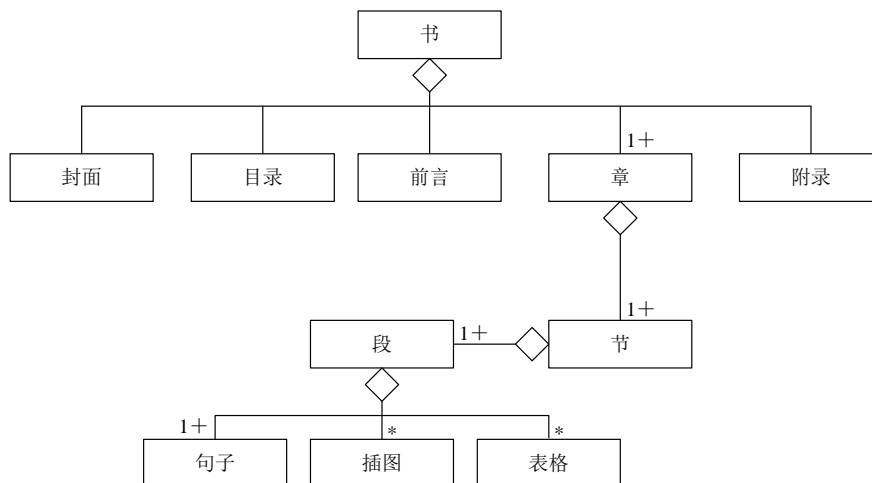 书
1+
封面
目录
前言
章
附录
1+
1+
段
节
1+
*
*
句子
插图
表格